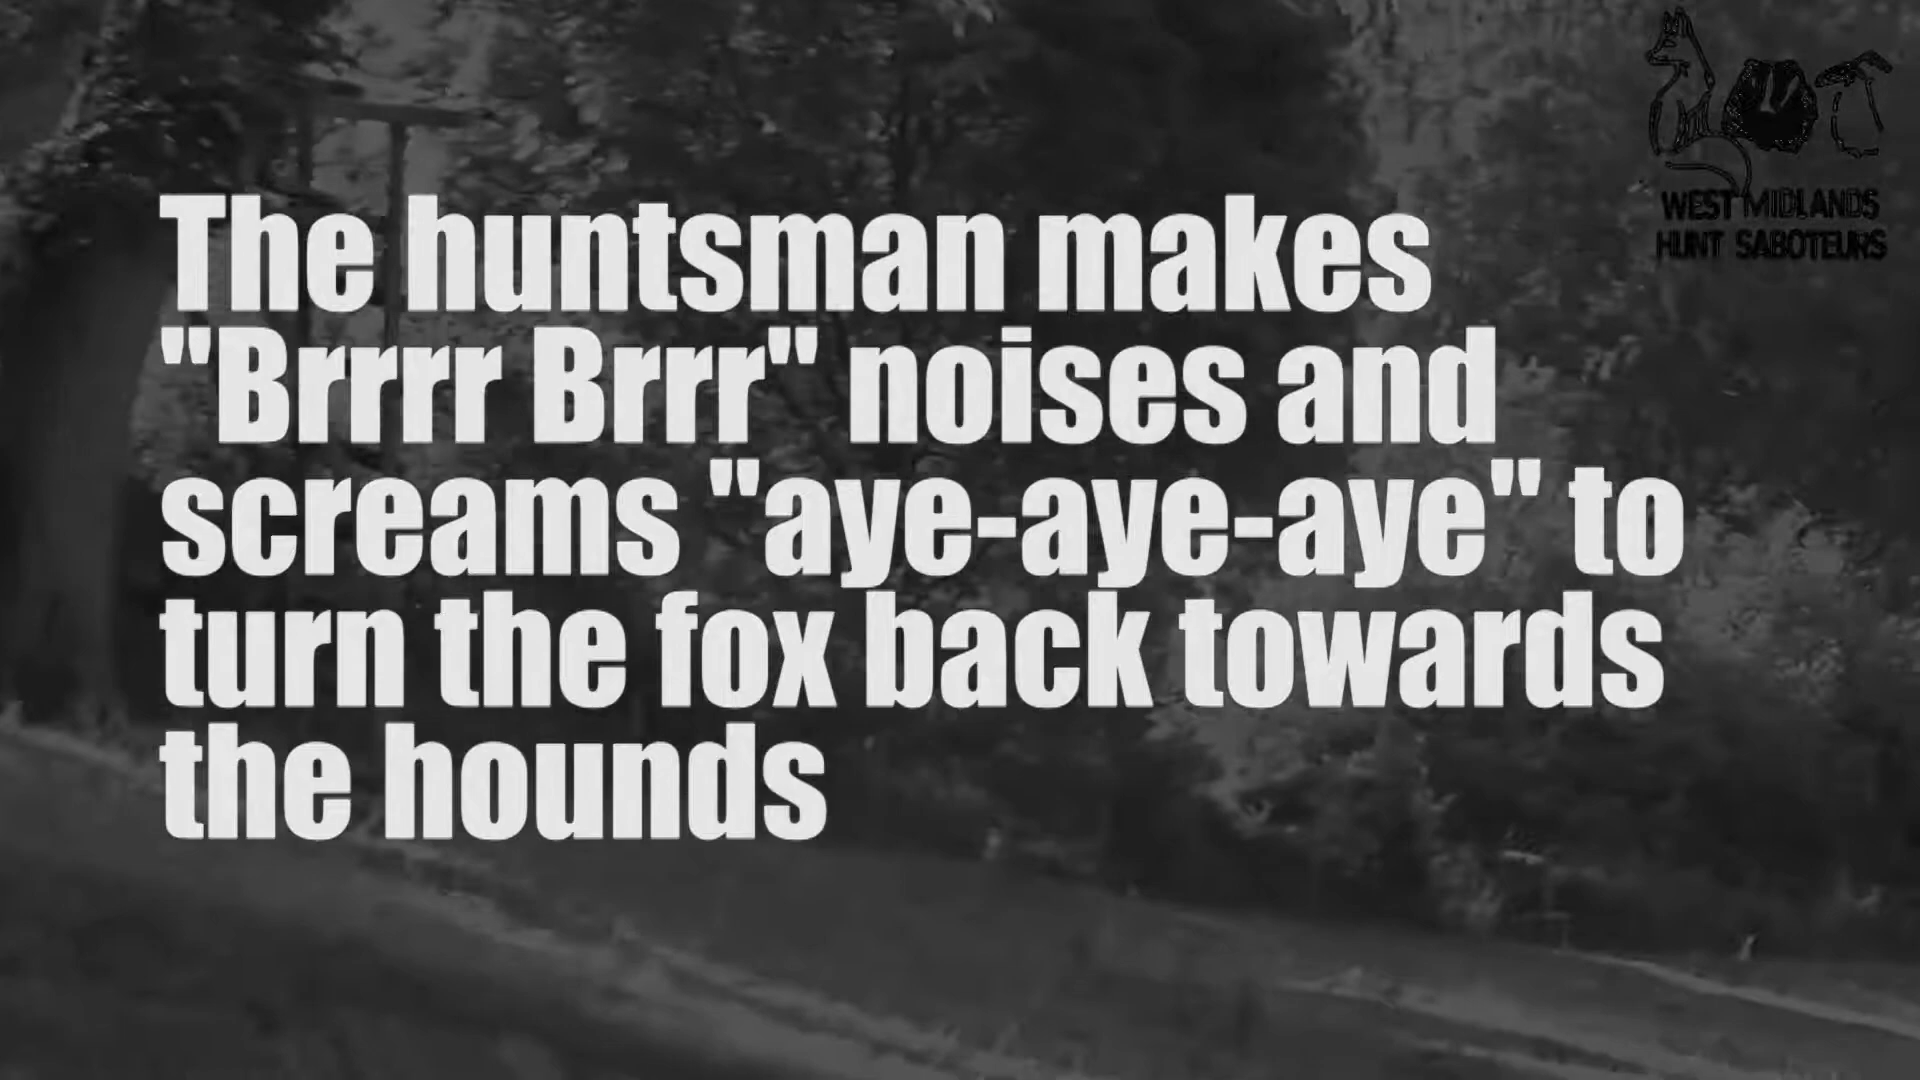 The huntsman makes
"Brrrr Brrr" noises and
screams "aye-aye-aye" to
turn the fox back towards
the hounds
WEST MIDLANDS
HUNT SABOTEURS